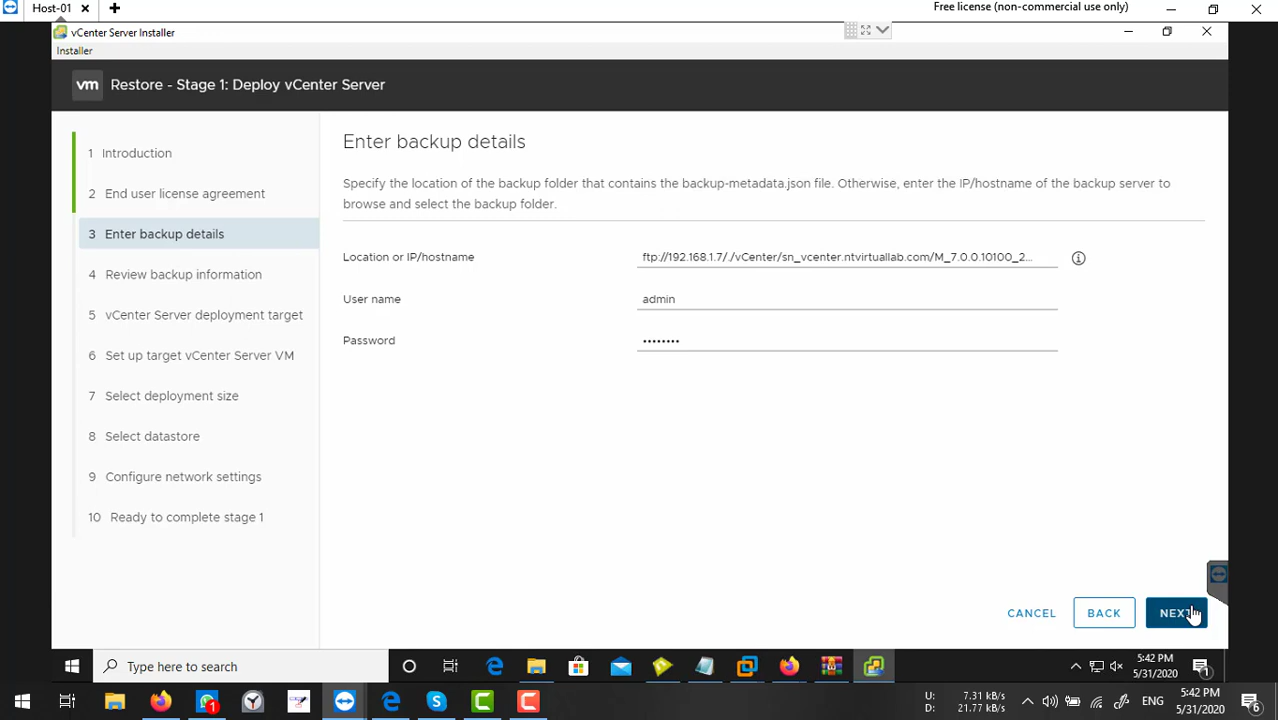 Host-01
Free license (non-commercial use only)
vCenter Server Installer
Installer
vm Restore - Stage 1: Deploy vCenter Server
1 Introduction
2 End user license agreement
3 Enter backup details
4 Review backup information
5 vCenter Server deployment target
6 Set up target vCenter Server VM
7 Select deployment size
8 Select datastore
9 Configure network settings
10 Ready to complete stage 1
Enter backup details
Specify the location of the backup folder that contains the backup-metadata.json file. Otherwise, enter the IP/hostname of the backup server to
browse and select the backup folder.
Location or IP/hostname ftp://192.168.1.7/./vCenter/sn_vcenter.ntvirtuallab.com/M_7.0.0.10100_2...
User name admin
Password ••••••••
CANCEL BACK NEXT
Type here to search
5:42 PM
5/31/2020
1
1
U: 7.31 kB/s
D: 21.77 kB/s
ENG
5:42 PM
5/31/2020
6